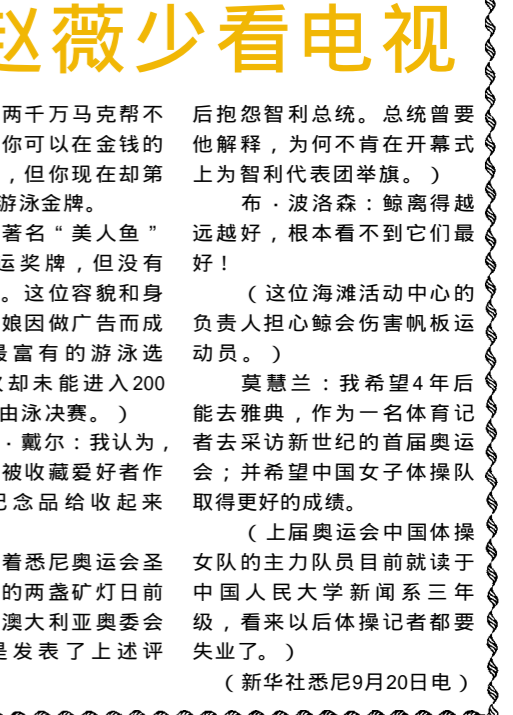 赵薇少看电视
两千万马克帮不
你可以在金钱的
，但你现在却第
游泳金牌。
著名“美人鱼”
运奖牌，但没有
。这位容貌和身
娘因做广告而成
最富有的游泳选
次却未能进入200
由泳决赛。）
·戴尔：我认为，
被收藏爱好者作
纪念品给收起来
着悉尼奥运会圣
的两盏矿灯日前
澳大利亚奥委会
是发表了上述评
后抱怨智利总统。总统曾要
他解释，为何不肯在开幕式
上为智利代表团举旗。）
布·波洛森：鲸离得越
远越好，根本看不到它们最
好！
（这位海滩活动中心的
负责人担心鲸会伤害帆板运
动员。）
莫慧兰：我希望4年后
能去雅典，作为一名体育记
者去采访新世纪的首届奥运
会；并希望中国女子体操队
取得更好的成绩。
（上届奥运会中国体操
女队的主力队员目前就读于
中国人民大学新闻系三年
级，看来以后体操记者都要
失业了。）
（新华社悉尼9月20日电）